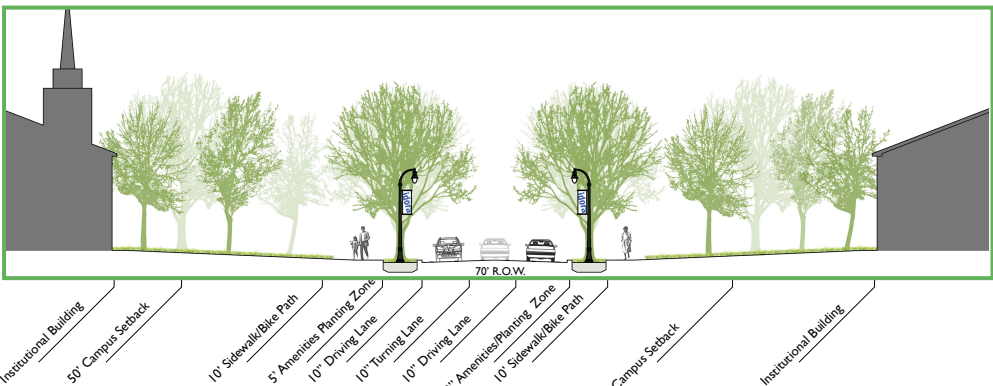 70' R.O.W.
Institutional Building
50' Campus Setback
10' Sidewalk/Bike Path
5' Amenities Planting Zone
10" Driving Lane
10" Turning Lane
10" Driving Lane
Amenities/Planting Zone
10' Sidewalk/Bike Path
Campus Setback
Institutional Building